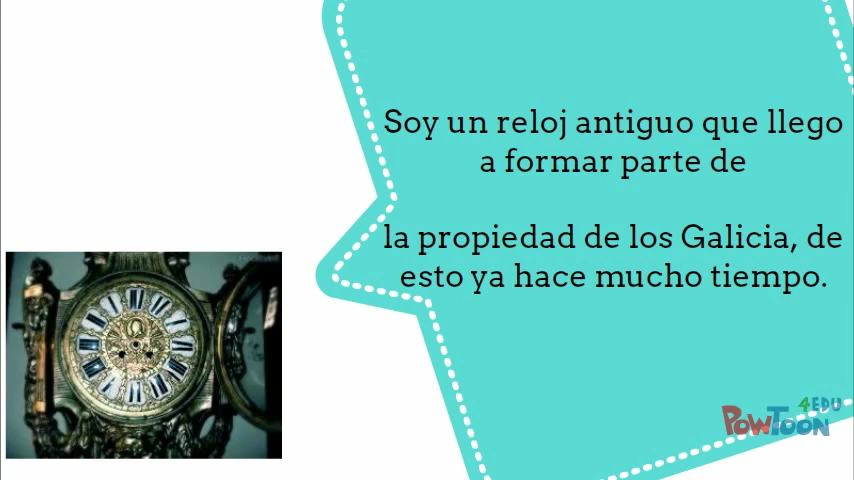 Soy un reloj antiguo que llego
a formar parte de
la propiedad de los Galicia, de
esto ya hace mucho tiempo.
4EDU
POWTOON